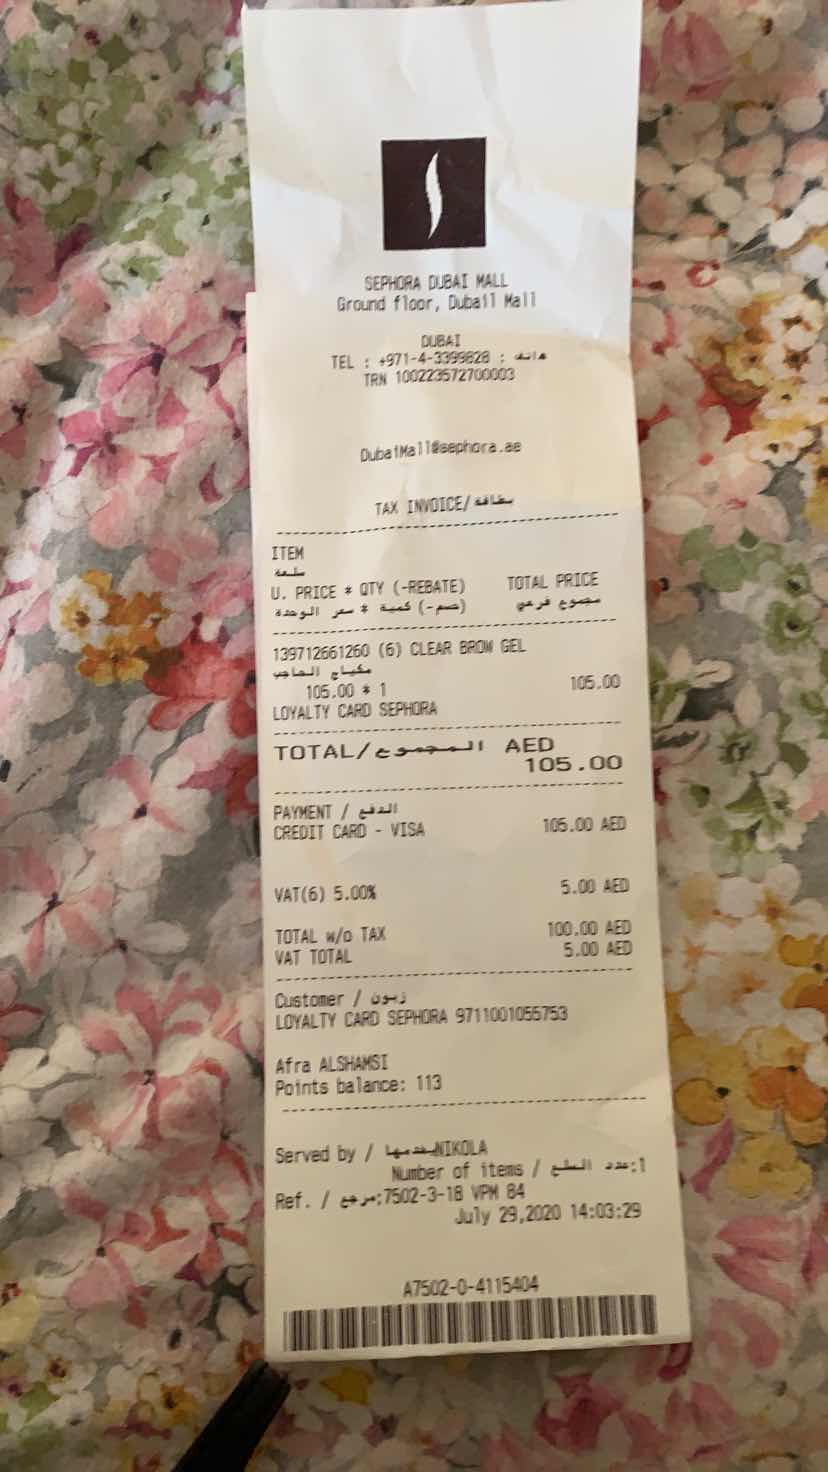 SEPHORA DUBAI MALL
Ground floor, Dubail Mall
DUBAI
TEL : +971-4-3399828 : هاتف
TRN 100223572700003
DubaiMall@sephora.ae
TAX INVOICE/بطاقة
ITEM
سلعة
U. PRICE * QTY (-REBATE) TOTAL PRICE
سعر الوحدة * كمية (-خصم) مجموع فرعي
139712661260 (6) CLEAR BROW GEL
مكياج الحاجب
105.00 * 1 105.00
LOYALTY CARD SEPHORA
TOTAL/المجموع AED
105.00
PAYMENT / الدفع
CREDIT CARD - VISA 105.00 AED
VAT(6) 5.00% 5.00 AED
TOTAL w/o TAX 100.00 AED
VAT TOTAL 5.00 AED
Customer / زبون
LOYALTY CARD SEPHORA 9711001055753
Afra ALSHAMSI
Points balance: 113
Served by / يخدمها NIKOLA
Number of items / عدد السلع :1
Ref. / مرجع:7502-3-18 VPM 84
July 29,2020 14:03:29
A7502-0-4115404